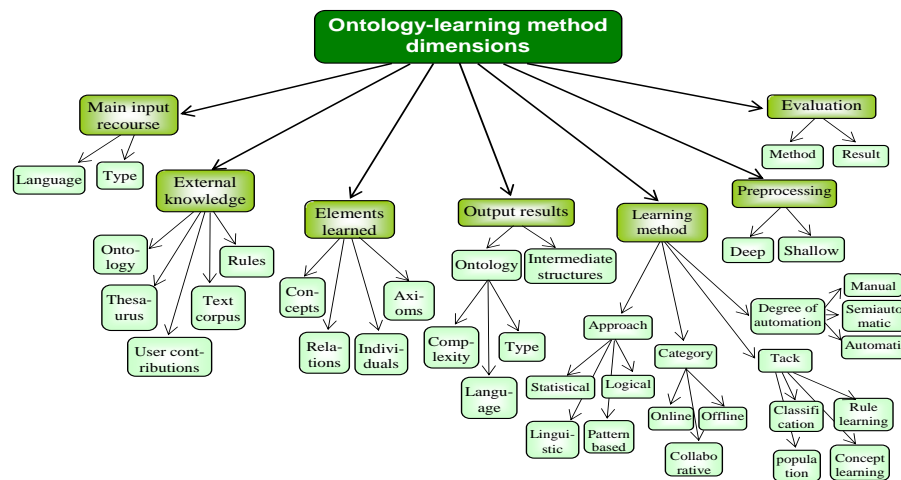 Ontology-learning method
dimensions
Main input
recourse
Language
Type
External
knowledge
Onto-
logy
Thesa-
urus
User cont-
ributions
Text
corpus
Rules
Elements
learned
Con-
cepts
Rela-
tions
Indivi-
duals
Axi-
oms
Output results
Ontology
Intermediate
structures
Comp-
lexity
Langu-
age
Type
Learning
method
Approach
Statistical
Lingui-
stic
Pattern
based
Logical
Category
Online
Offline
Collabo-
rative
Tack
Classifi
cation
popula
tion
Rule
learning
Concept
learning
Degree of
automation
Manual
Semiauto
matic
Automati
Preprocessing
Deep
Shallow
Evaluation
Method
Result